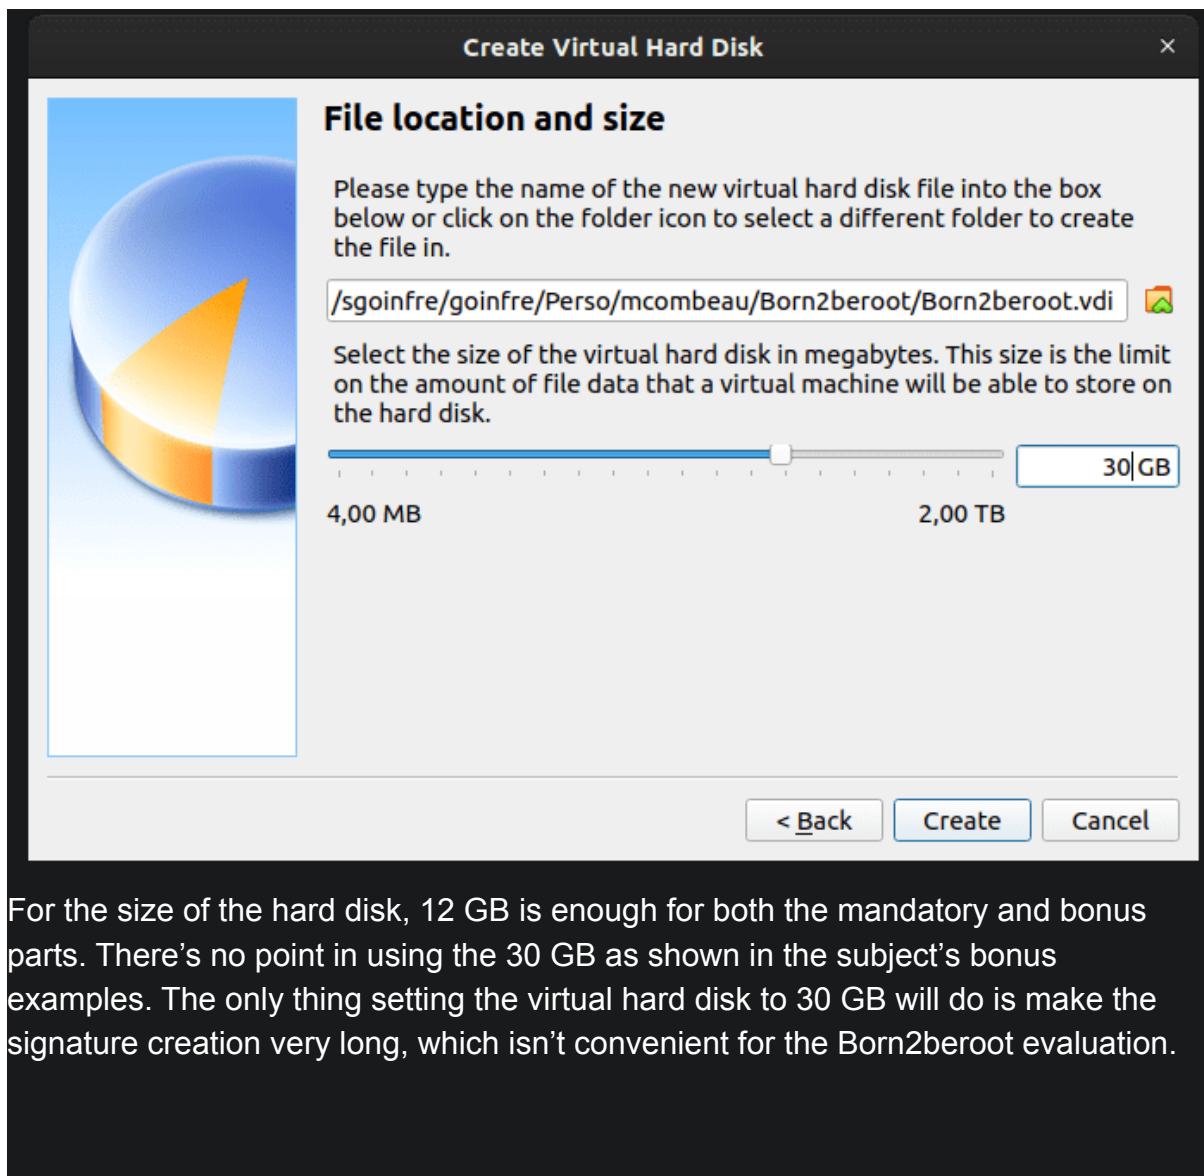 Create Virtual Hard Disk
File location and size
Please type the name of the new virtual hard disk file into the box
below or click on the folder icon to select a different folder to create
the file in.
/sgoinfre/goinfre/Perso/mcombeau/Born2beroot/Born2beroot.vdi
Select the size of the virtual hard disk in megabytes. This size is the limit
on the amount of file data that a virtual machine will be able to store on
the hard disk.
30 GB
4,00 MB 2,00 TB
< Back Create Cancel
For the size of the hard disk, 12 GB is enough for both the mandatory and bonus
parts. There’s no point in using the 30 GB as shown in the subject’s bonus
examples. The only thing setting the virtual hard disk to 30 GB will do is make the
signature creation very long, which isn’t convenient for the Born2beroot evaluation.